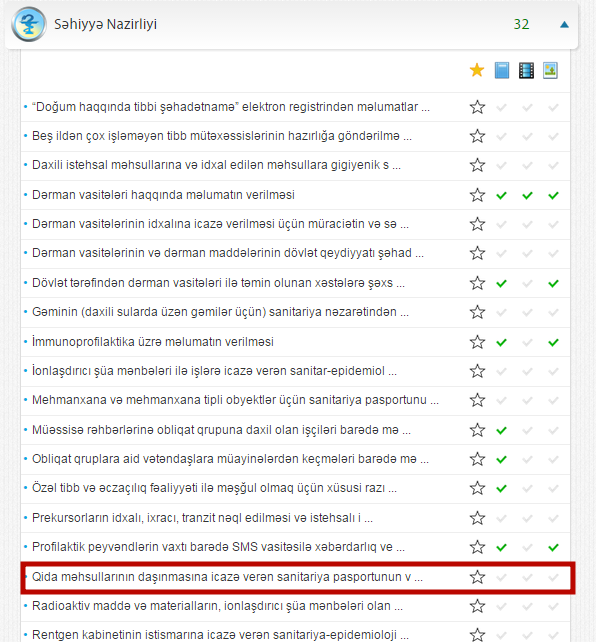 Səhiyyə Nazirliyi 32
“Doğum haqqında tibbi şəhadətnamə” elektron registrindən məlumatlar ...
Beş ildən çox işləməyən tibb mütəxəssislərinin hazırlığa göndərilmə ...
Daxili istehsal məhsullarına və idxal edilən məhsullara gigiyenik s ...
Dərman vasitələri haqqında məlumatın verilməsi
Dərman vasitələrinin idxalına icazə verilməsi üçün müraciətin və sə ...
Dərman vasitələrinin və dərman maddələrinin dövlət qeydiyyatı şəhad ...
Dövlət tərəfindən dərman vasitələri ilə təmin olunan xəstələrə şəxs ...
Gəminin (daxili sularda üzən gəmilər üçün) sanitariya nəzarətindən ...
İmmunoprofilaktika üzrə məlumatın verilməsi
İonlaşdırıcı şüa mənbələri ilə işlərə icazə verən sanitar-epidemiol ...
Mehmanxana və mehmanxana tipli obyektlər üçün sanitariya pasportunu ...
Müəssisə rəhbərlərinə obliqat qrupuna daxil olan işçiləri barədə mə ...
Obliqat qruplara aid vətəndaşlara müayinələrdən keçmələri barədə mə ...
Özəl tibb və əczaçılıq fəaliyyəti ilə məşğul olmaq üçün xüsusi razı ...
Prekursorların idxalı, ixracı, tranzit nəql edilməsi və istehsalı i ...
Profilaktik peyvəndlərin vaxtı barədə SMS vasitəsilə xəbərdarlıq ve ...
Qida məhsullarının daşınmasına icazə verən sanitariya pasportunun v ...
Radioaktiv maddə və materialların, ionlaşdırıcı şüa mənbələri olan ...
Rentgen kabinetinin istismarına icazə verən sanitariya-epidemioloji ...